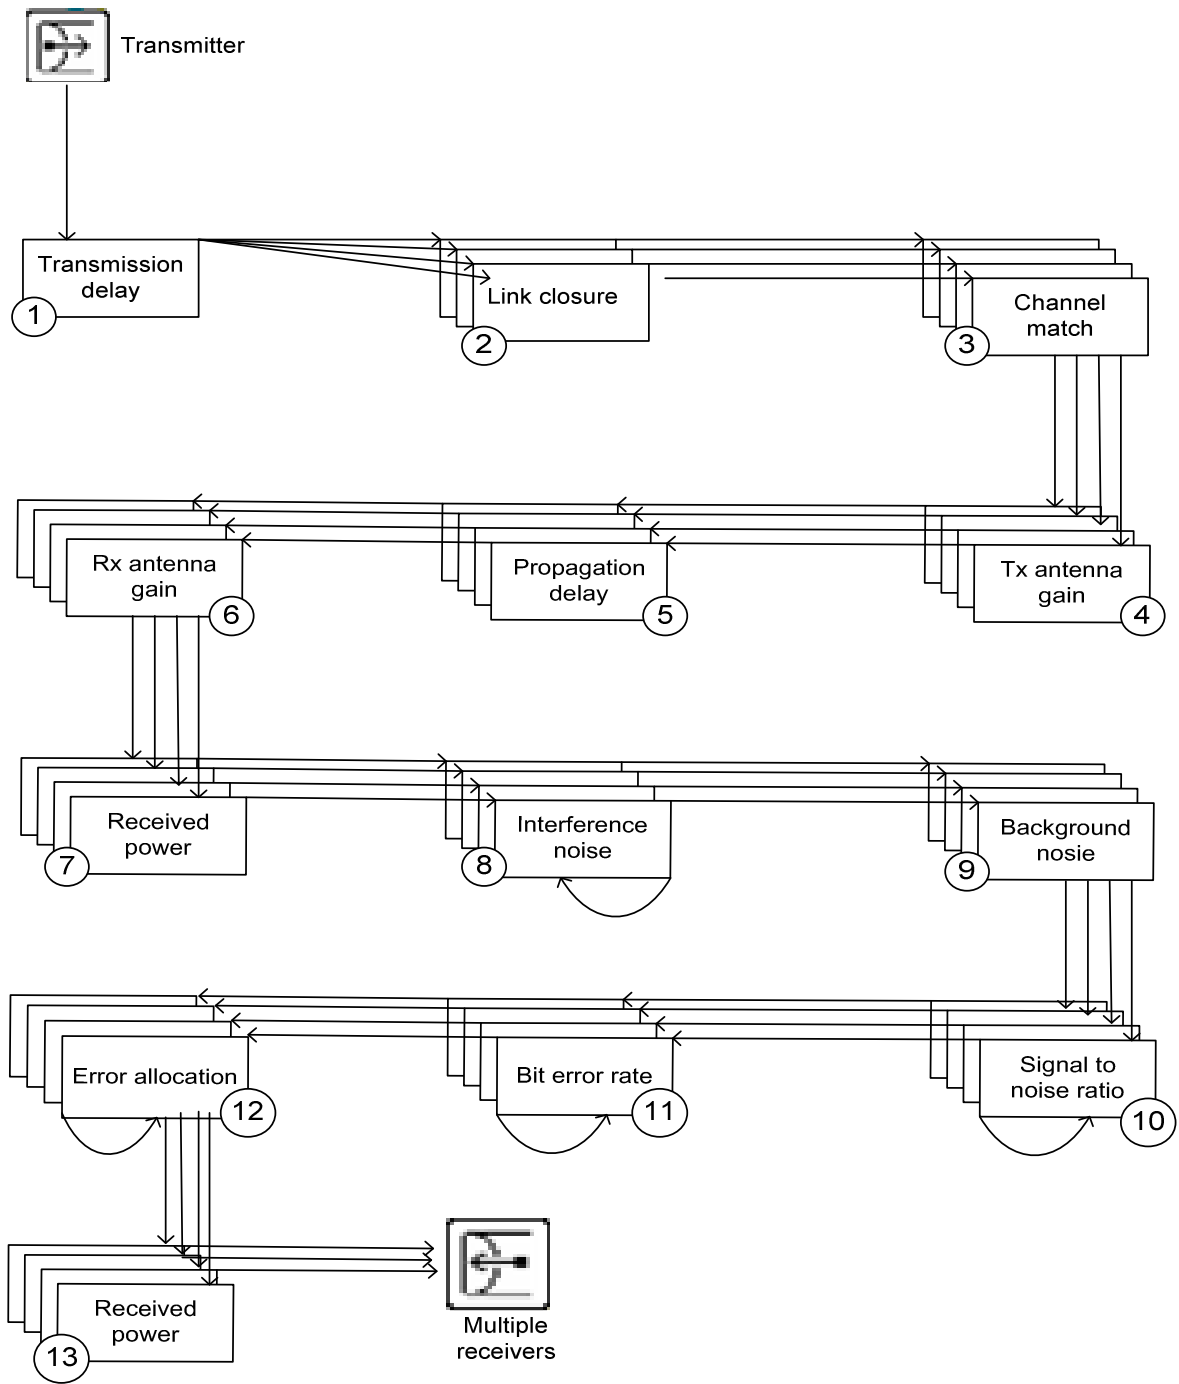 Transmitter
Transmission
delay
1
Link closure
2
Channel
match
3
Rx antenna
gain
6
Propagation
delay
5
Tx antenna
gain
4
Received
power
7
Interference
noise
8
Background
nosie
9
Error allocation
12
Bit error rate
11
Signal to
noise ratio
10
Received
power
13
Multiple
receivers